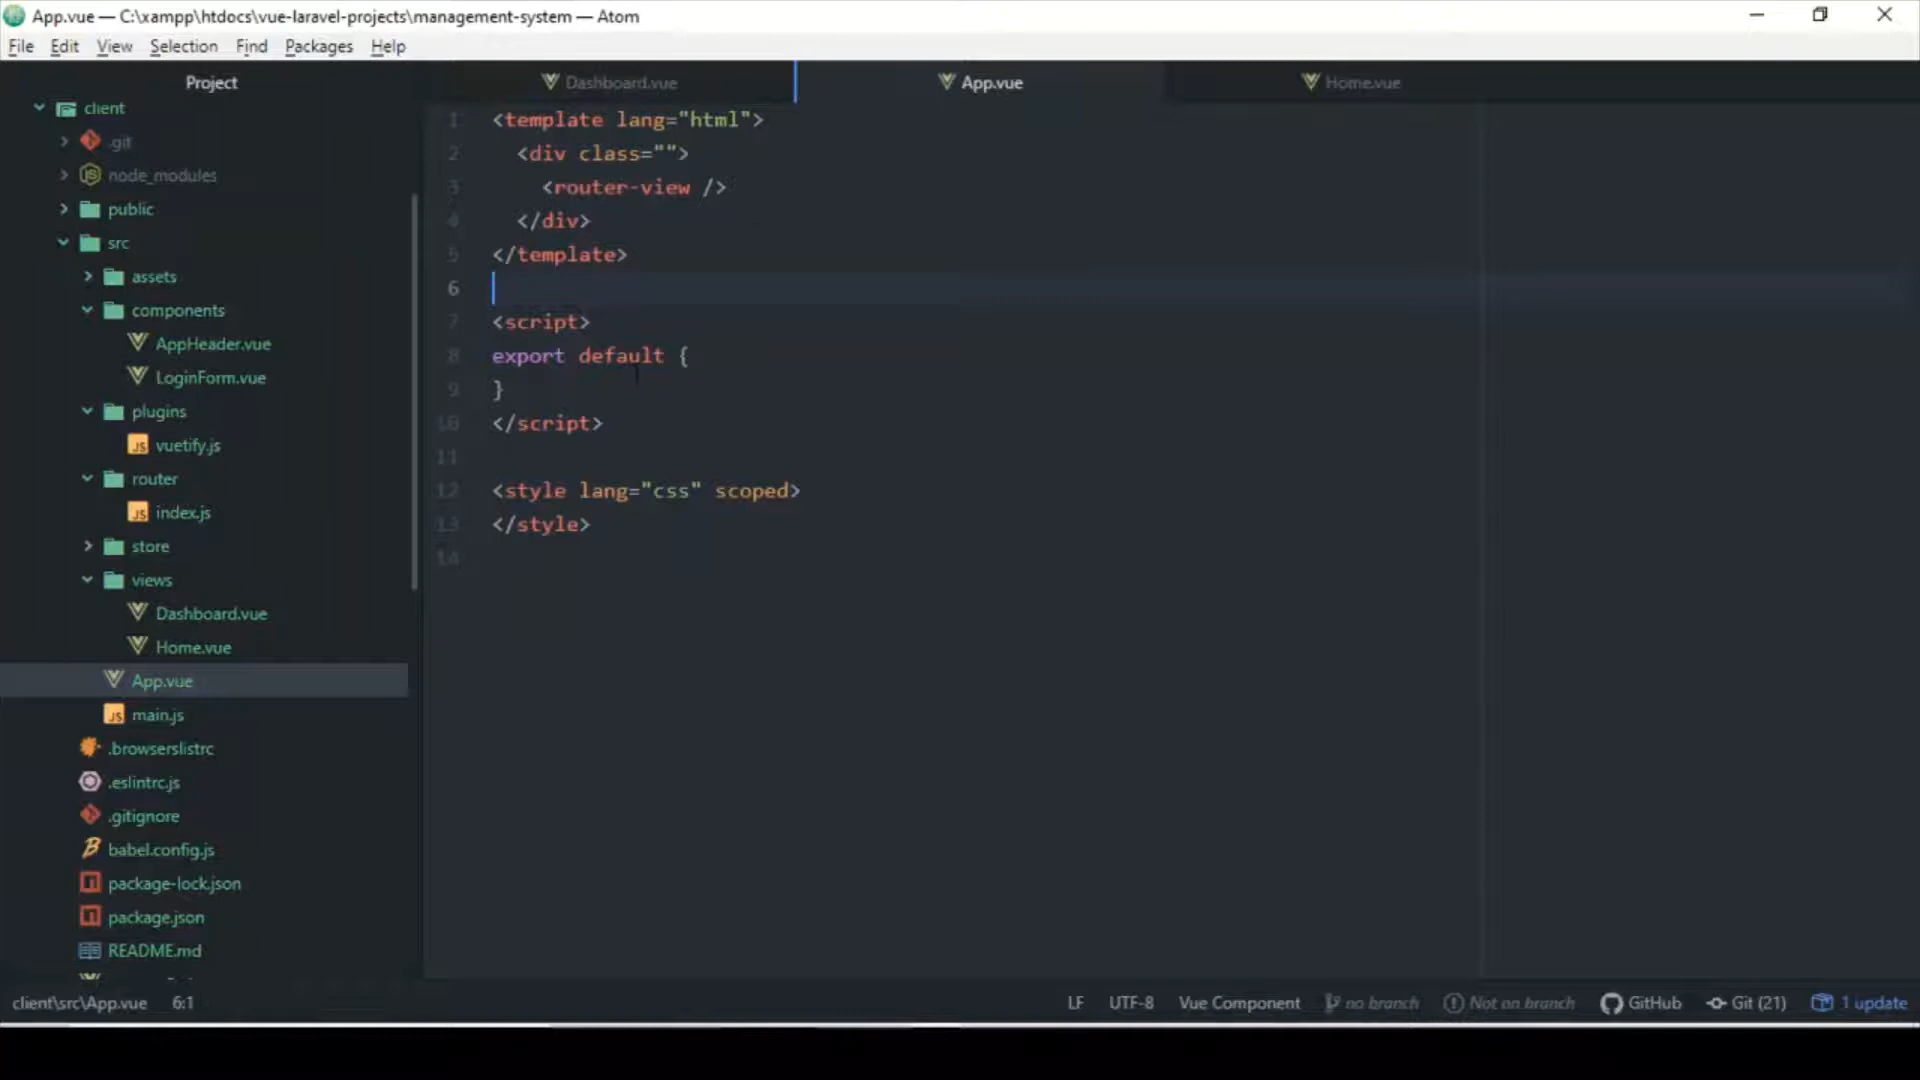 App.vue — C:\xampp\htdocs\vue-laravel-projects\management-system — Atom
File Edit View Selection Find Packages Help
Project
client
.git
node_modules
public
src
assets
components
AppHeader.vue
LoginForm.vue
plugins
vuetify.js
router
index.js
store
views
Dashboard.vue
Home.vue
App.vue
main.js
.browserslistrc
.eslintrc.js
.gitignore
babel.config.js
package-lock.json
package.json
README.md
Dashboard.vue App.vue Home.vue
1 <template lang="html">
2 <div class="">
3 <router-view />
4 </div>
5 </template>
6
7 <script>
8 export default {
9 }
10 </script>
11
12 <style lang="css" scoped>
13 </style>
14
client\src\App.vue 6:1 LF UTF-8 Vue Component no branch Not on branch GitHub Git (21) 1 update